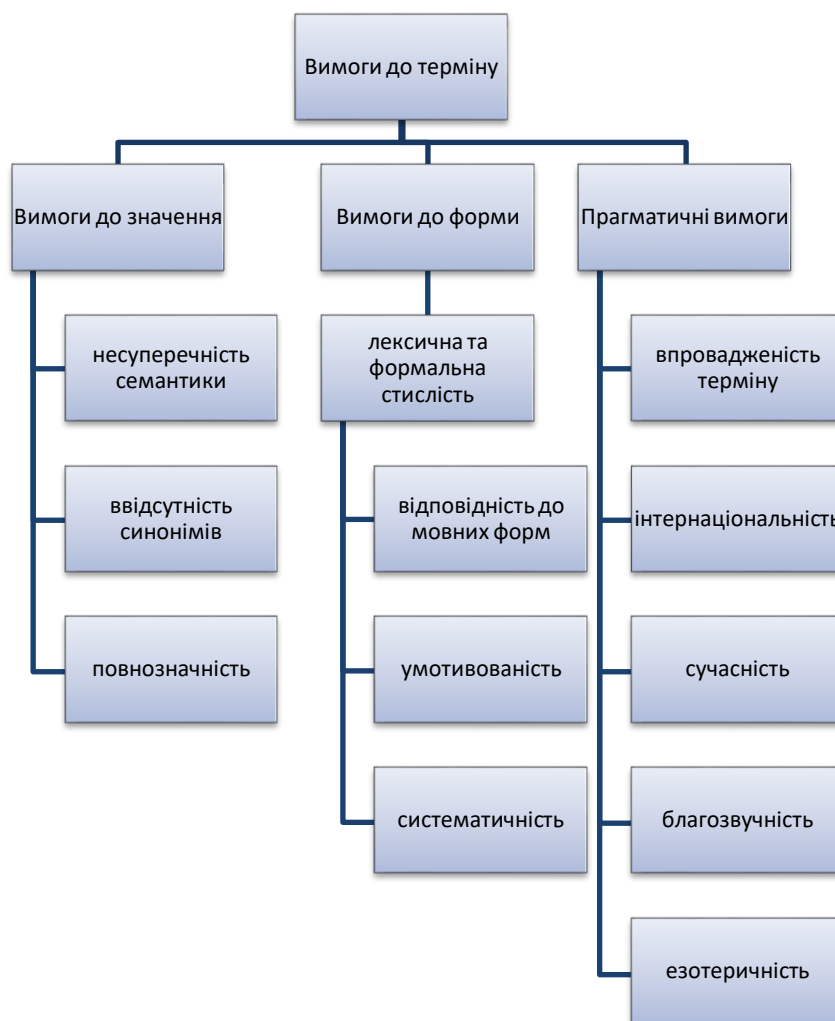 Вимоги до терміну
Вимоги до значення
несуперечність
семантики
ввідсутність
синонімів
повнозначність
Вимоги до форми
лексична та
формальна
стислість
відповідність до
мовних форм
умотивованість
систематичність
Прагматичні вимоги
впровадженість
терміну
інтернаціональність
сучасність
благозвучність
езотеричність